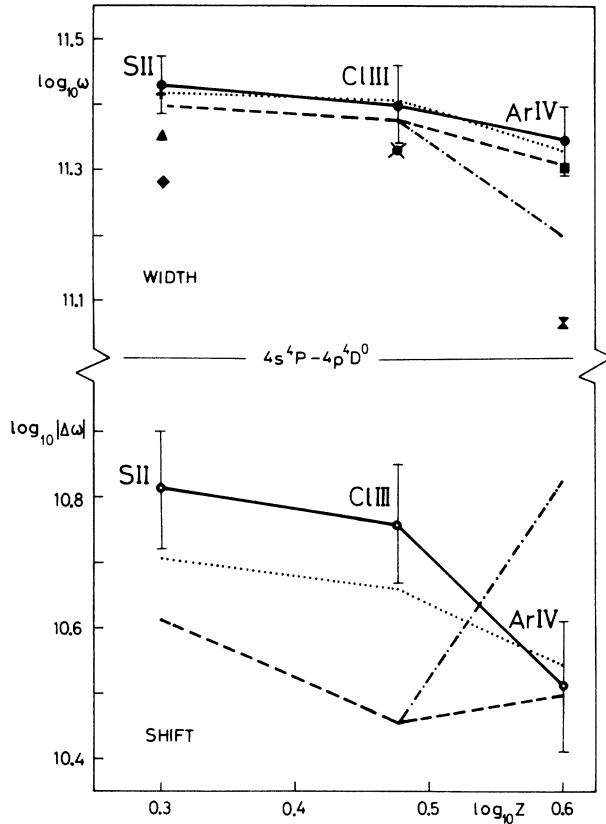 11.5
SII
log₁₀ω
ClIII
ArIV
11.3
WIDTH
11.1
4s⁴P – 4p⁴D⁰
log₁₀|Δω|
10.8
SII
ClIII
10.6
ArIV
SHIFT
10.4
0.3
0.4
0.5
log₁₀Z
0.6